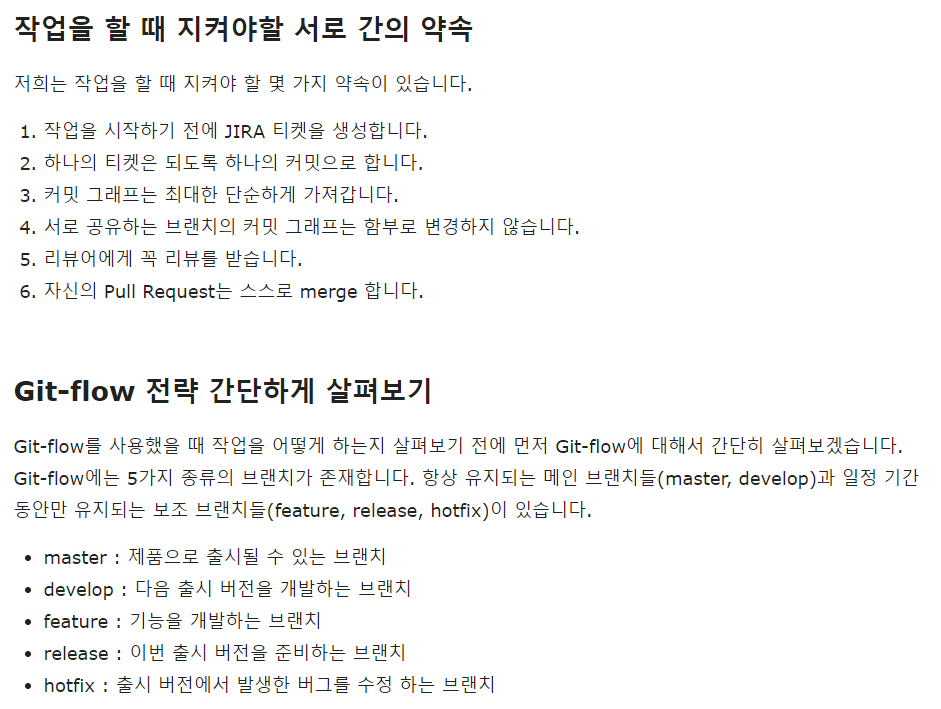 작업을 할 때 지켜야할 서로 간의 약속
저희는 작업을 할 때 지켜야 할 몇 가지 약속이 있습니다.
1. 작업을 시작하기 전에 JIRA 티켓을 생성합니다.
2. 하나의 티켓은 되도록 하나의 커밋으로 합니다.
3. 커밋 그래프는 최대한 단순하게 가져갑니다.
4. 서로 공유하는 브랜치의 커밋 그래프는 함부로 변경하지 않습니다.
5. 리뷰어에게 꼭 리뷰를 받습니다.
6. 자신의 Pull Request는 스스로 merge 합니다.
Git-flow 전략 간단하게 살펴보기
Git-flow를 사용했을 때 작업을 어떻게 하는지 살펴보기 전에 먼저 Git-flow에 대해서 간단히 살펴보겠습니다.
Git-flow에는 5가지 종류의 브랜치가 존재합니다. 항상 유지되는 메인 브랜치들(master, develop)과 일정 기간
동안만 유지되는 보조 브랜치들(feature, release, hotfix)이 있습니다.
• master : 제품으로 출시될 수 있는 브랜치
• develop : 다음 출시 버전을 개발하는 브랜치
• feature : 기능을 개발하는 브랜치
• release : 이번 출시 버전을 준비하는 브랜치
• hotfix : 출시 버전에서 발생한 버그를 수정 하는 브랜치